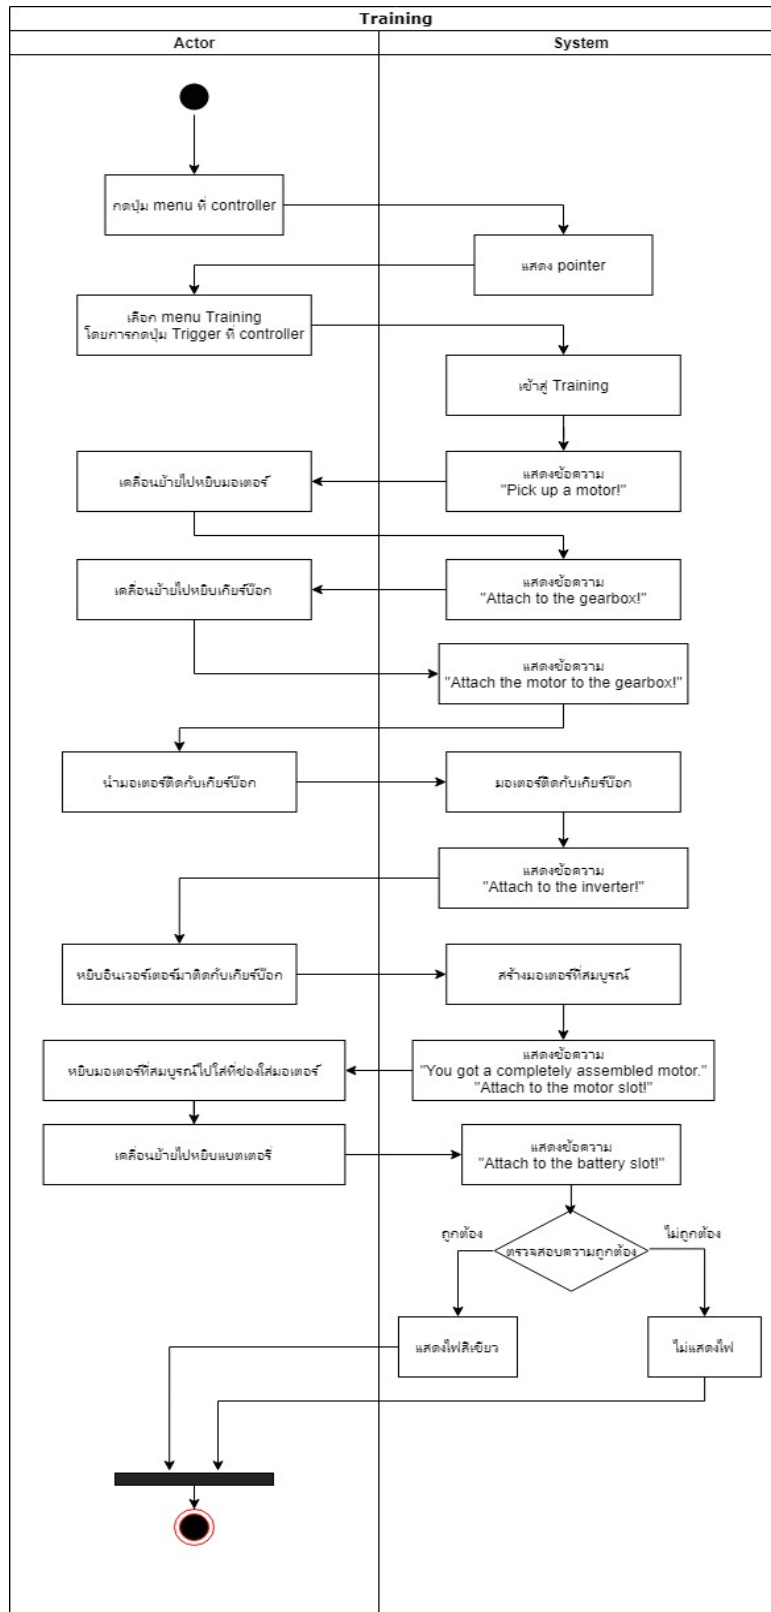 Training
Actor
System
กดปุ่ม menu ที่ controller
แสดง pointer
เลือก menu Training
โดยการกดปุ่ม Trigger ที่ controller
เข้าสู่ Training
แสดงข้อความ
"Pick up a motor!"
เคลื่อนย้ายไปหยิบมอเตอร์
แสดงข้อความ
"Attach to the gearbox!"
เคลื่อนย้ายไปหยิบเกียร์บ๊อก
แสดงข้อความ
"Attach the motor to the gearbox!"
นำมอเตอร์ติดกับเกียร์บ๊อก
มอเตอร์ติดกับเกียร์บ๊อก
แสดงข้อความ
"Attach to the inverter!"
หยิบอินเวอร์เตอร์มาติดกับเกียร์บ๊อก
สร้างมอเตอร์ที่สมบูรณ์
แสดงข้อความ
"You got a completely assembled motor."
"Attach to the motor slot!"
หยิบมอเตอร์ที่สมบูรณ์ไปใส่ที่ช่องใส่มอเตอร์
เคลื่อนย้ายไปหยิบแบตเตอรี่
แสดงข้อความ
"Attach to the battery slot!"
ถูกต้อง
ไม่ถูกต้อง
ตรวจสอบความถูกต้อง
แสดงไฟสีเขียว
ไม่แสดงไฟ